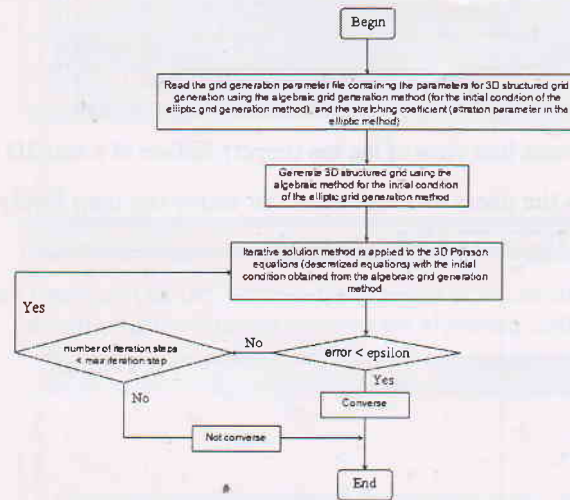 Begin
Read the grid generation parameter file containing the parameters for 3D structured grid
generation using the algebraic grid generation method (for the initial condition of the
elliptic grid generation method), and the stretching coefficient (attration parameter in the
elliptic method)
Generate 3D structured grid using the
algebraic method for the initial condition
of the elliptic grid generation method
Iterative solution method is applied to the 3D Poisson
equations (descritized equations) with the initial
condition obtained from the algebraic grid generation
method
Yes
number of iteration steps
< max iteration step
No
error < epsilon
Yes
No
Converse
Not converse
End